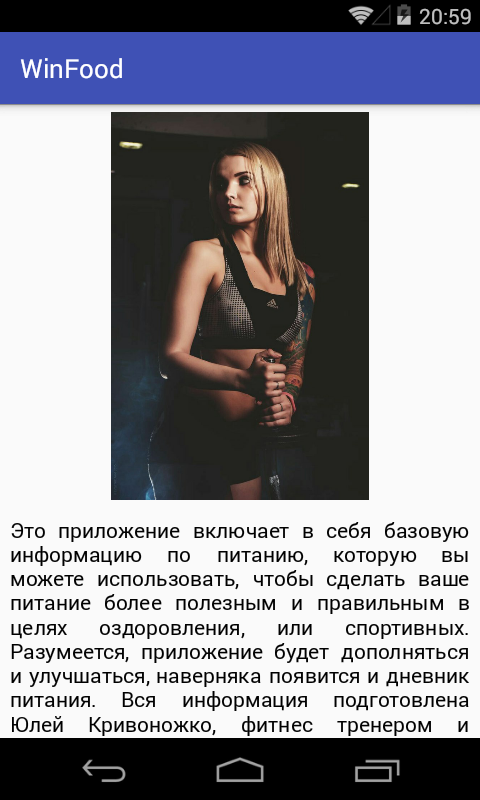 20:59
WinFood
adidas
Это приложение включает в себя базовую
информацию по питанию, которую вы
можете использовать, чтобы сделать ваше
питание более полезным и правильным в
целях оздоровления, или спортивных.
Разумеется, приложение будет дополняться
и улучшаться, наверняка появится и дневник
питания. Вся информация подготовлена
Юлей Кривоножко, фитнес тренером и